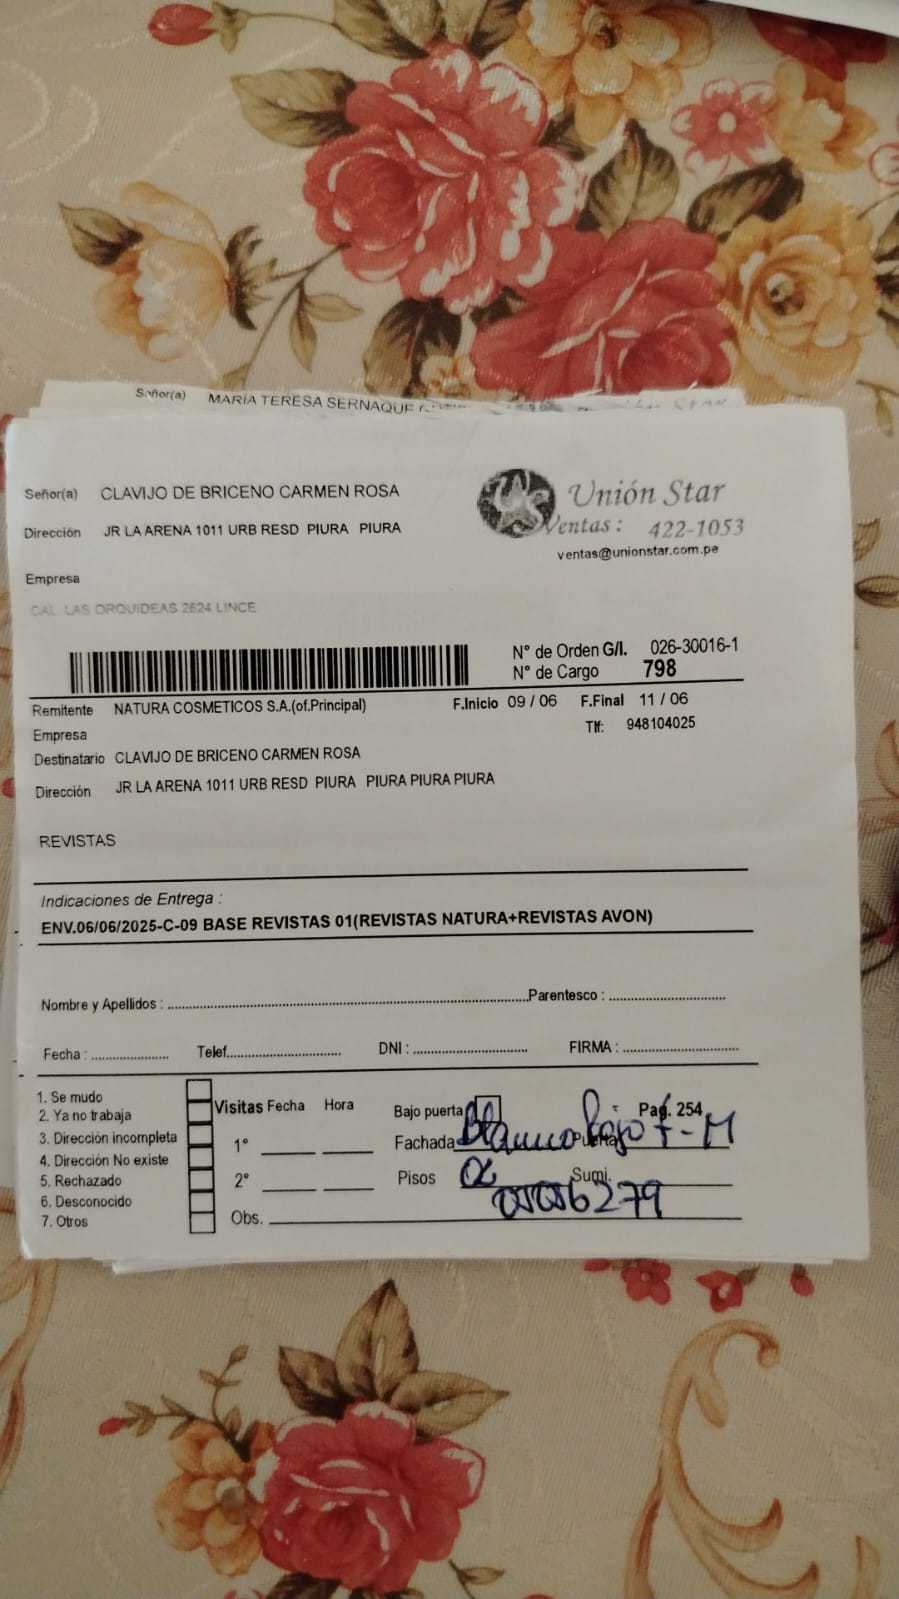 Señor(a) MARIA TERESA SERNAQUE
Señor(a) CLAVIJO DE BRICENO CARMEN ROSA
Unión Star
Dirección JR LA ARENA 1011 URB RESD PIURA PIURA
Ventas: 422-1053
ventas@unionstar.com.pe
Empresa
CAL LAS ORQUIDEAS 2624 LINCE
N° de Orden G/I. 026-30016-1
N° de Cargo 798
Remitente NATURA COSMETICOS S.A.(of.Principal) F.Inicio 09 / 06 F.Final 11 / 06
Empresa Tlf: 948104025
Destinatario CLAVIJO DE BRICENO CARMEN ROSA
Dirección JR LA ARENA 1011 URB RESD PIURA PIURA PIURA PIURA
REVISTAS
Indicaciones de Entrega :
ENV.06/06/2025-C-09 BASE REVISTAS 01(REVISTAS NATURA+REVISTAS AVON)
Nombre y Apellidos : Parentesco :
Fecha : Telef. DNI : FIRMA :
1. Se mudo
2. Ya no trabaja
3. Dirección incompleta
4. Dirección No existe
5. Rechazado
6. Desconocido
7. Otros
Visitas Fecha Hora
1°
2°
Obs.
Bajo puerta Pag. 254
Fachada Blanco Rojo Puerta F-M
Pisos 02 Sumi.
05056279